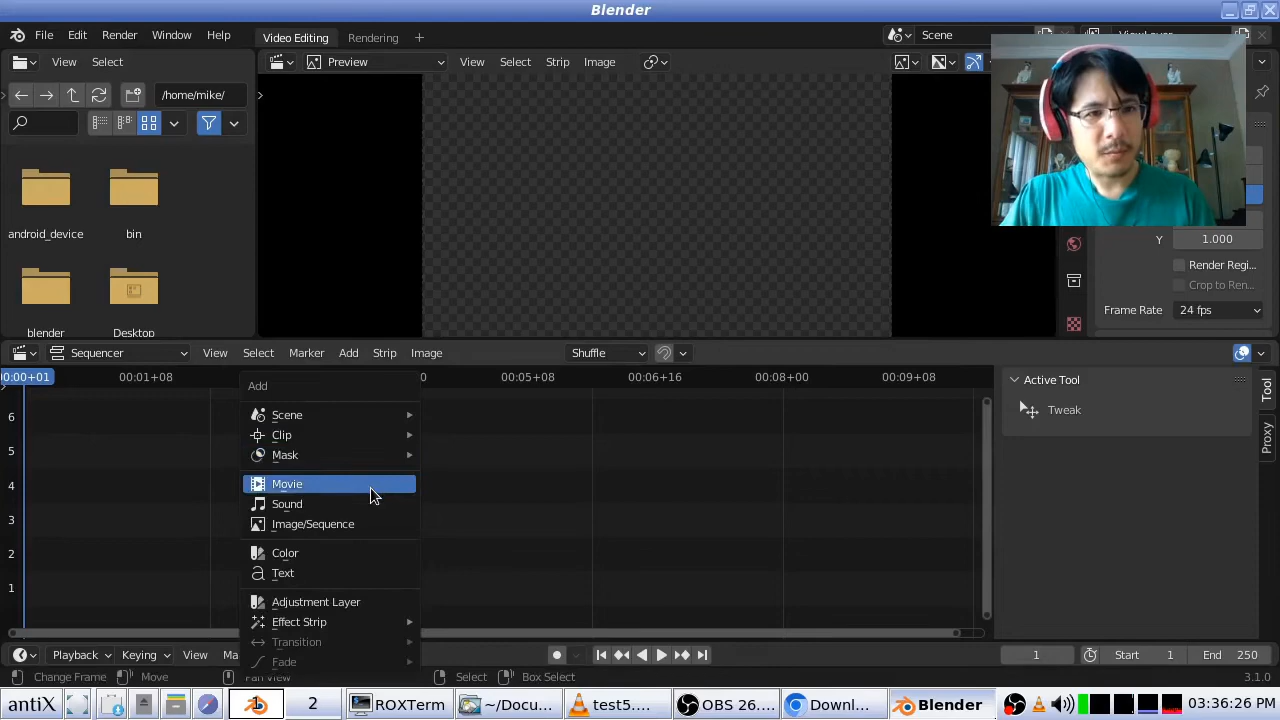 Blender
File Edit Render Window Help
Video Editing Rendering + Scene
View Select Preview View Select Strip Image
/home/mike/
android_device bin
blender Desktop
Y 1.000
Render Regi...
Crop to Ren...
Frame Rate 24 fps
Sequencer View Select Marker Add Strip Image Shuffle
00:00+01 00:01+08 0 00:05+08 00:06+16 00:08+00 00:09+08
6
5
4
3
2
1
Add
Scene
Clip
Mask
Movie
Sound
Image/Sequence
Color
Text
Adjustment Layer
Effect Strip
Transition
Fade
Active Tool
Tweak
Tool
Proxy
Playback Keying View Ma 1 Start 1 End 250
Change Frame Move Pan View Select Box Select 3.1.0
antiX 1 2 ROXTerm ~/Docu... test5.... OBS 26.... Downl... Blender 3:36:26 PM